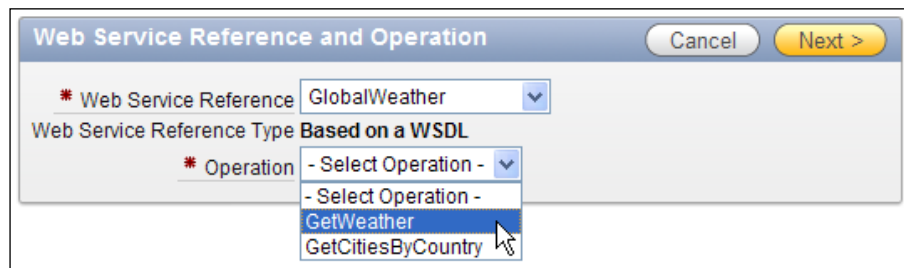 Web Service Reference and Operation Cancel Next >
* Web Service Reference GlobalWeather
Web Service Reference Type Based on a WSDL
* Operation - Select Operation -
- Select Operation -
GetWeather
GetCitiesByCountry